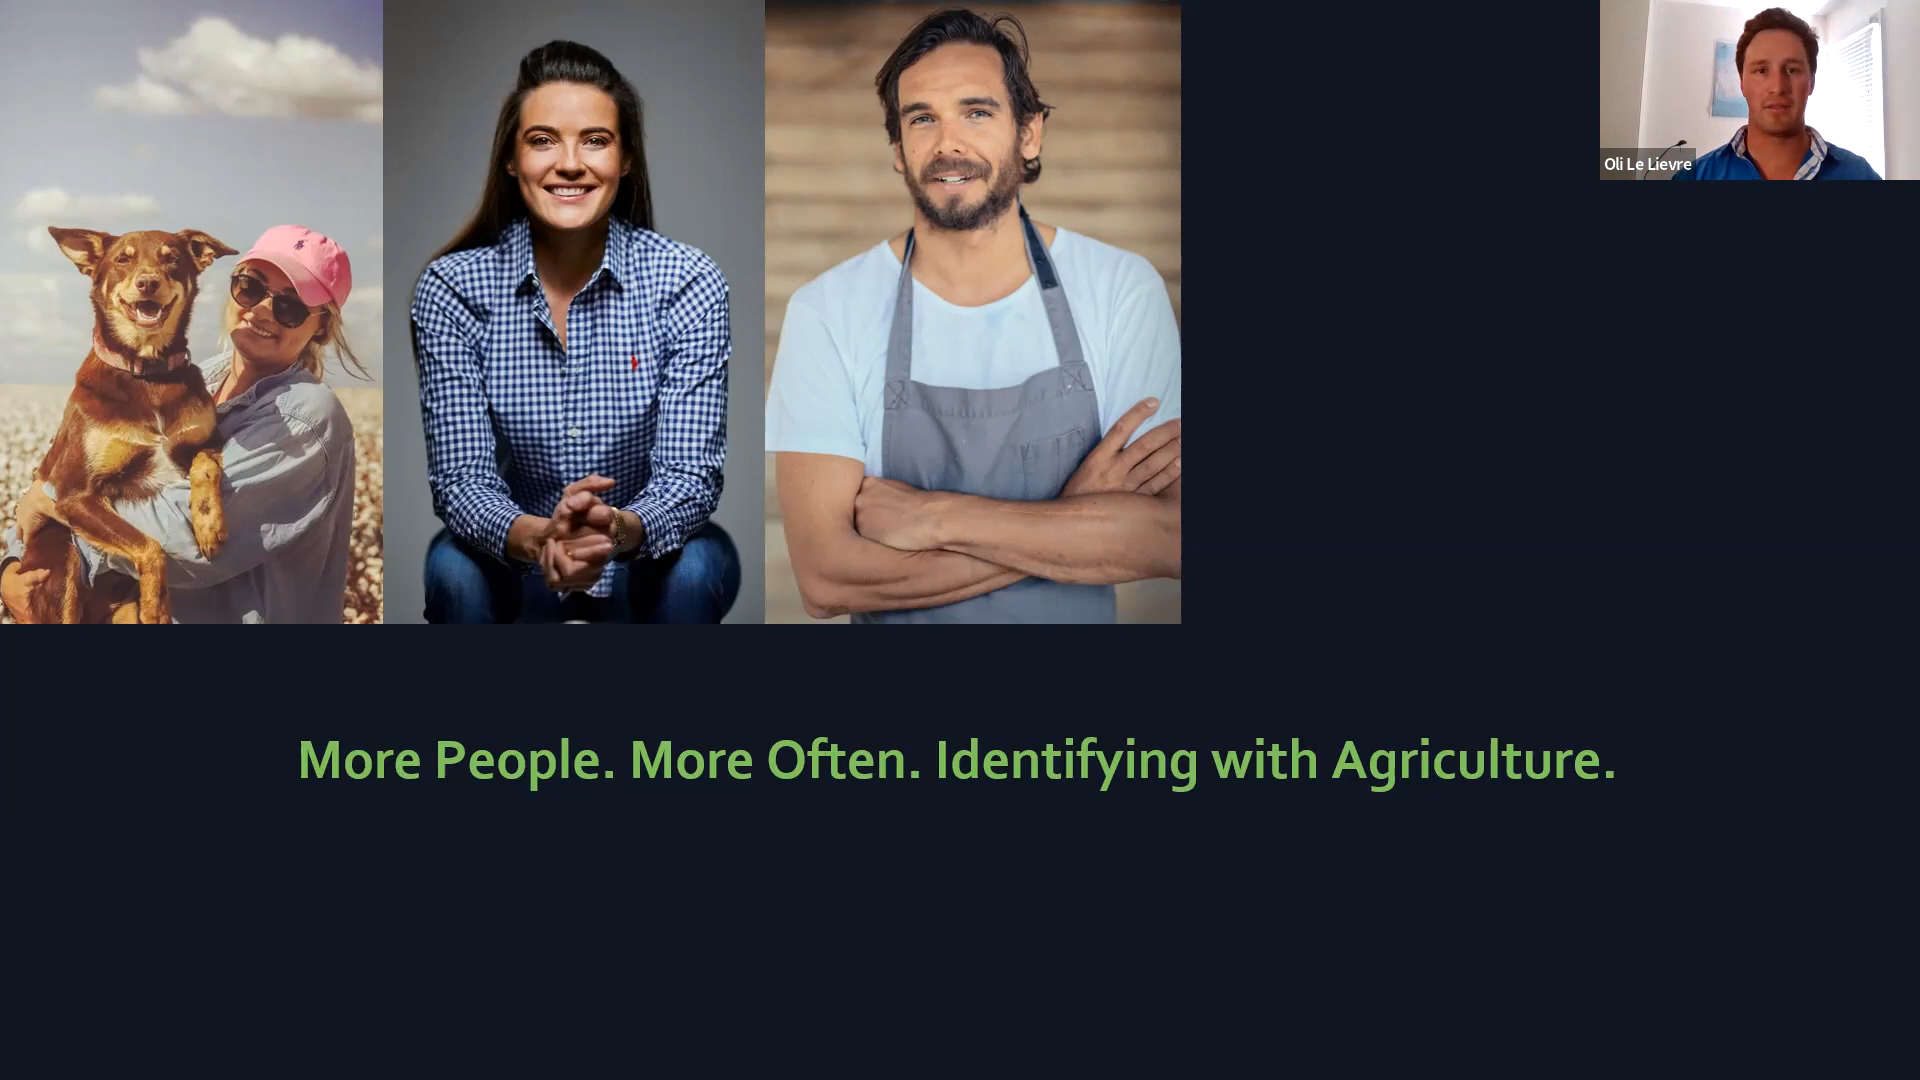 Oli Le Lievre
More People. More Often. Identifying with Agriculture.